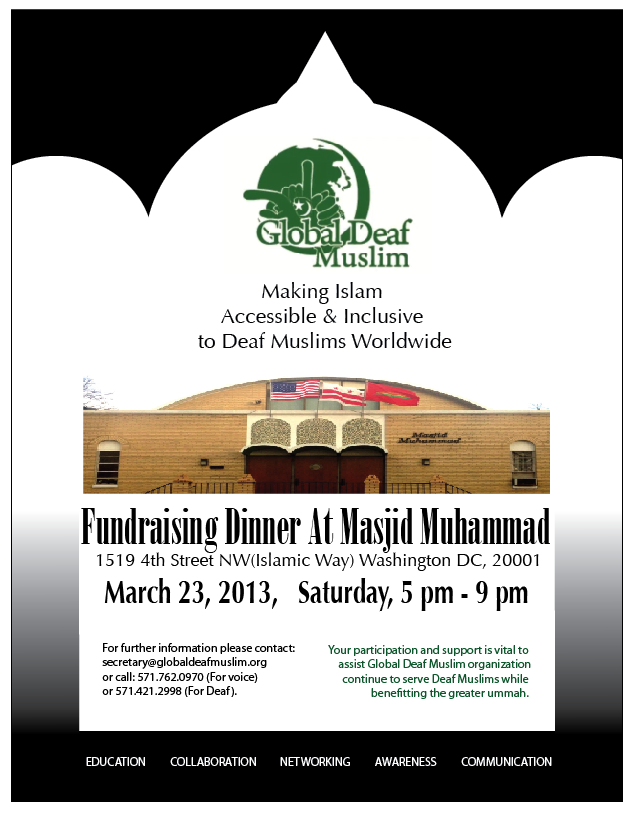 Global Deaf
Muslim
Making Islam
Accessible & Inclusive
to Deaf Muslims Worldwide
Masjid
Muhammad
Fundraising Dinner At Masjid Muhammad
1519 4th Street NW(Islamic Way) Washington DC, 20001
March 23, 2013,   Saturday, 5 pm - 9 pm
For further information please contact:
secretary@globaldeafmuslim.org
or call: 571.762.0970 (For voice)
or 571.421.2998 (For Deaf).
Your participation and support is vital to
assist Global Deaf Muslim organization
continue to serve Deaf Muslims while
benefitting the greater ummah.
EDUCATION COLLABORATION NETWORKING AWARENESS COMMUNICATION